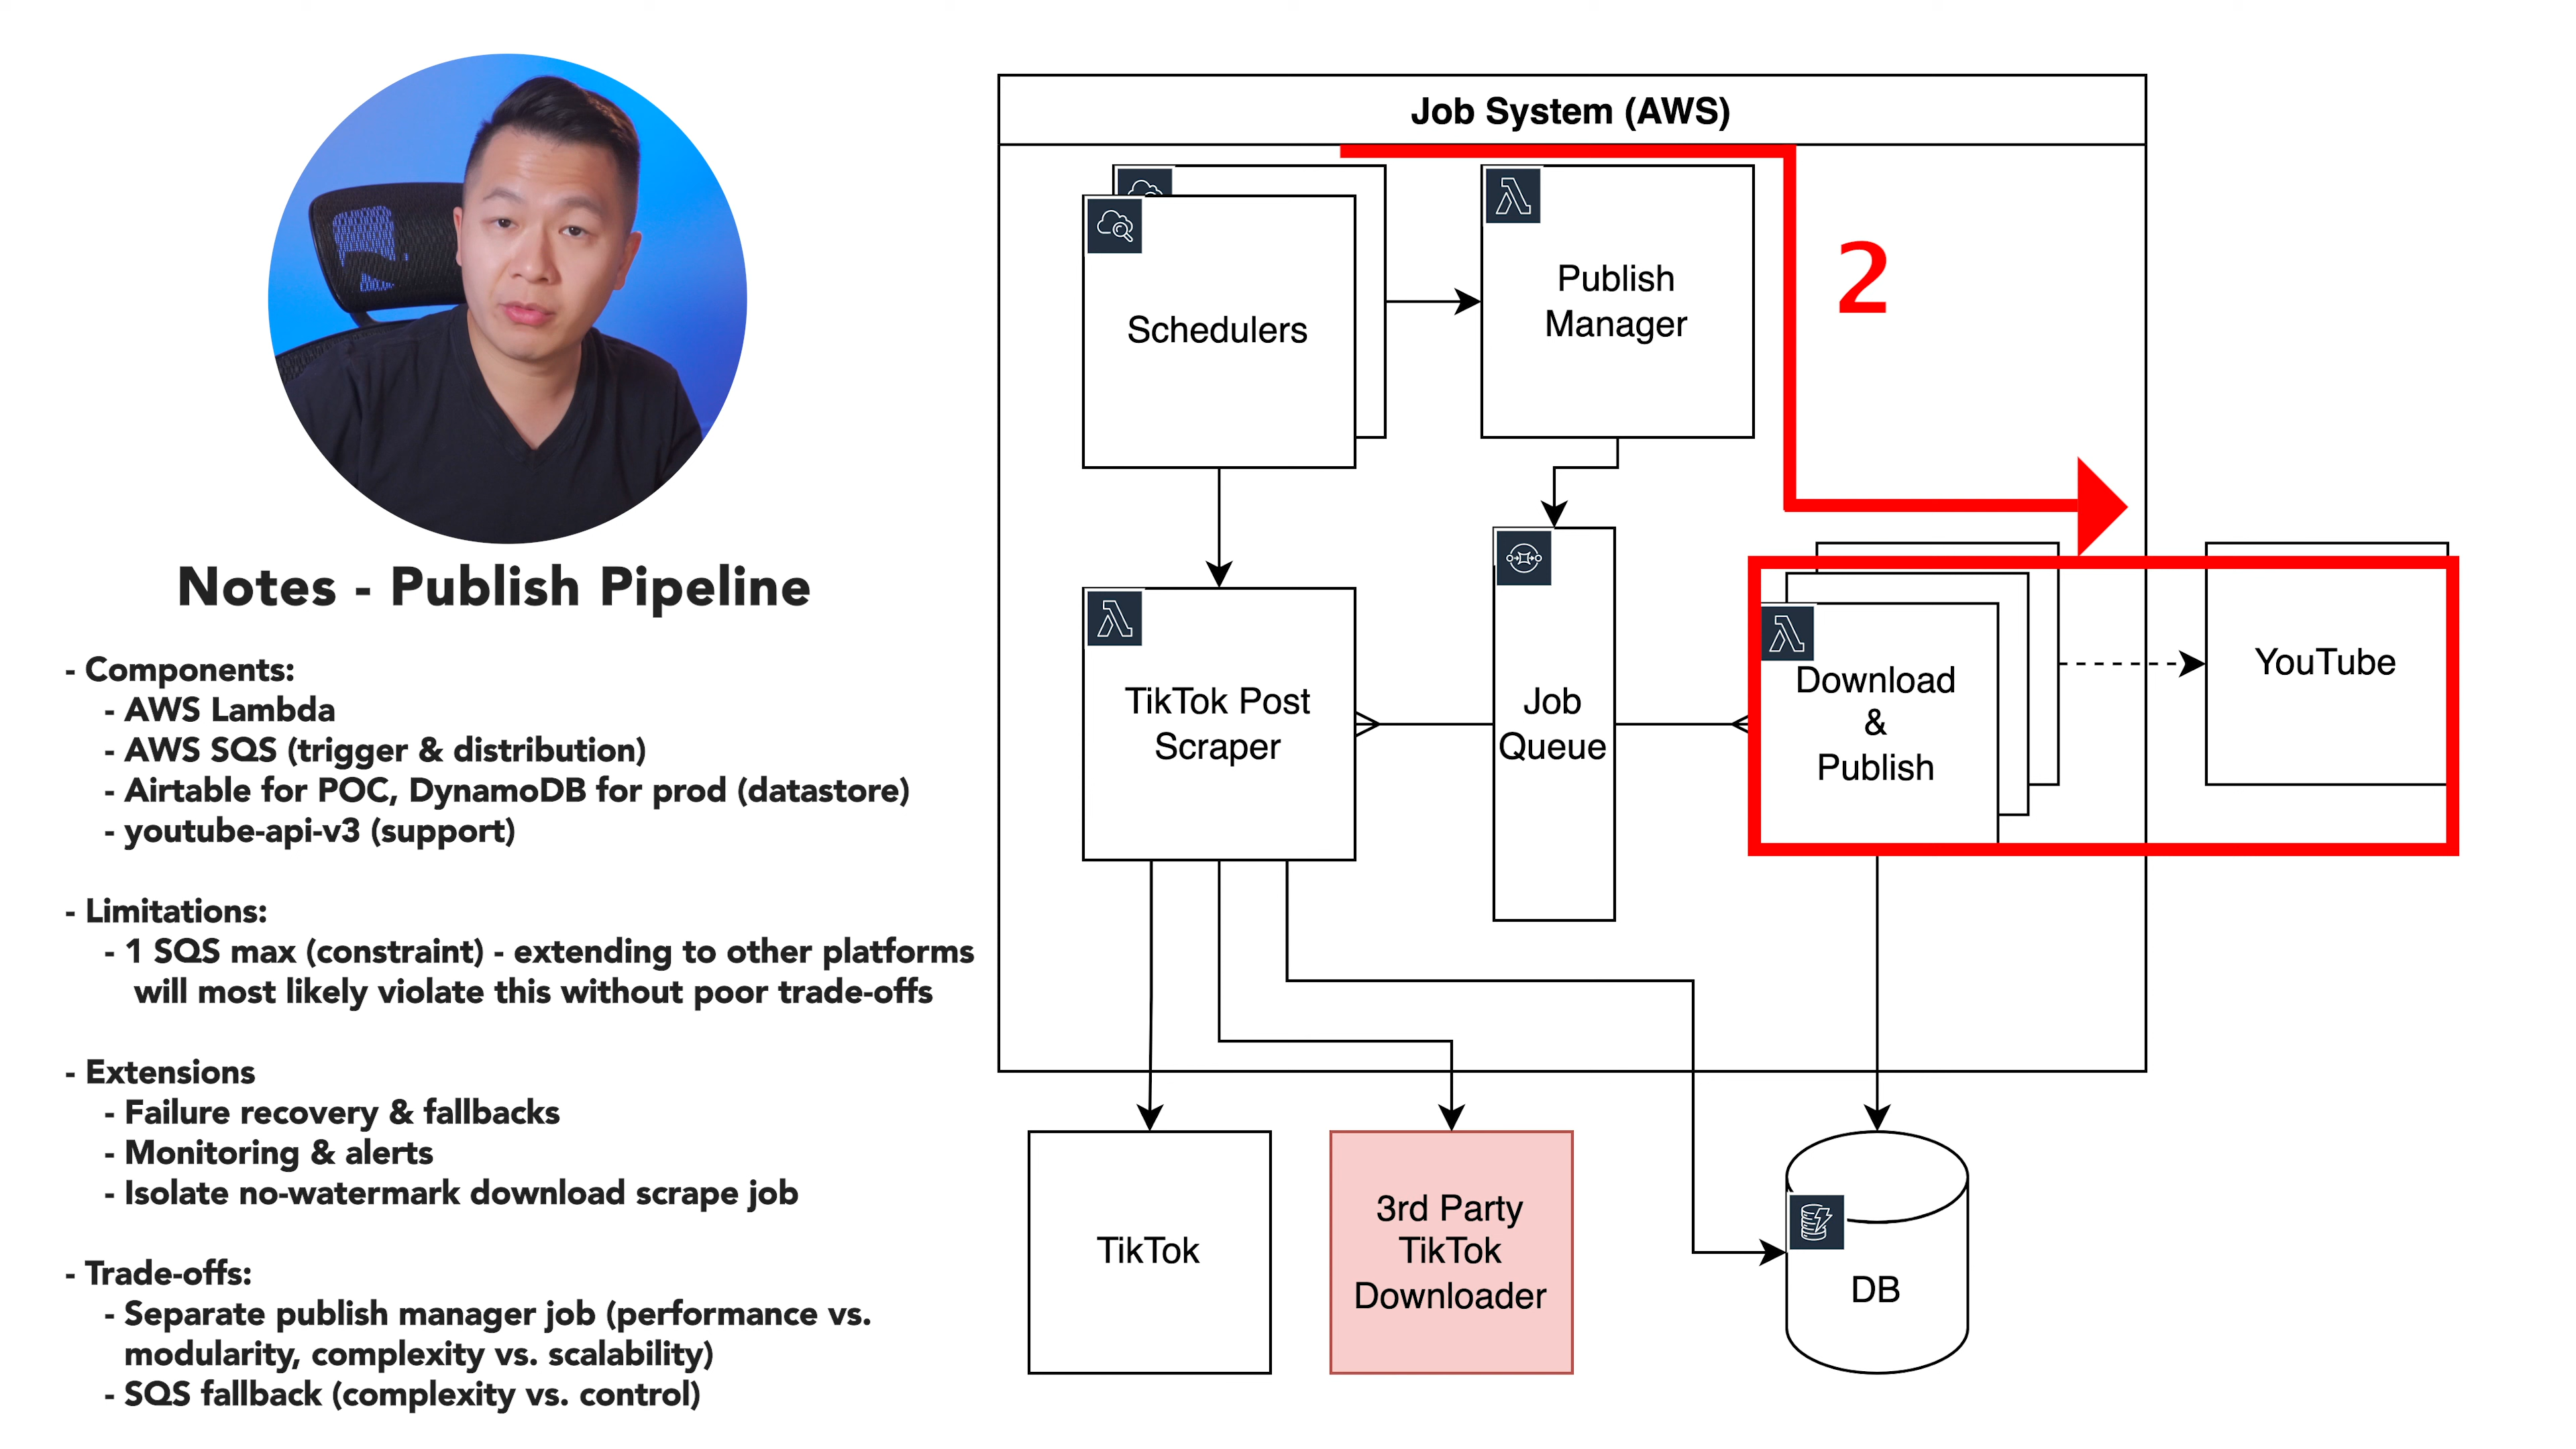 Notes - Publish Pipeline
- Components:
- AWS Lambda
- AWS SQS (trigger & distribution)
- Airtable for POC, DynamoDB for prod (datastore)
- youtube-api-v3 (support)
- Limitations:
- 1 SQS max (constraint) - extending to other platforms
will most likely violate this without poor trade-offs
- Extensions
- Failure recovery & fallbacks
- Monitoring & alerts
- Isolate no-watermark download scrape job
- Trade-offs:
- Separate publish manager job (performance vs.
modularity, complexity vs. scalability)
- SQS fallback (complexity vs. control)
Job System (AWS)
Schedulers
Publish
Manager
2
TikTok Post
Scraper
Job
Queue
Download
&
Publish
YouTube
TikTok
3rd Party
TikTok
Downloader
DB